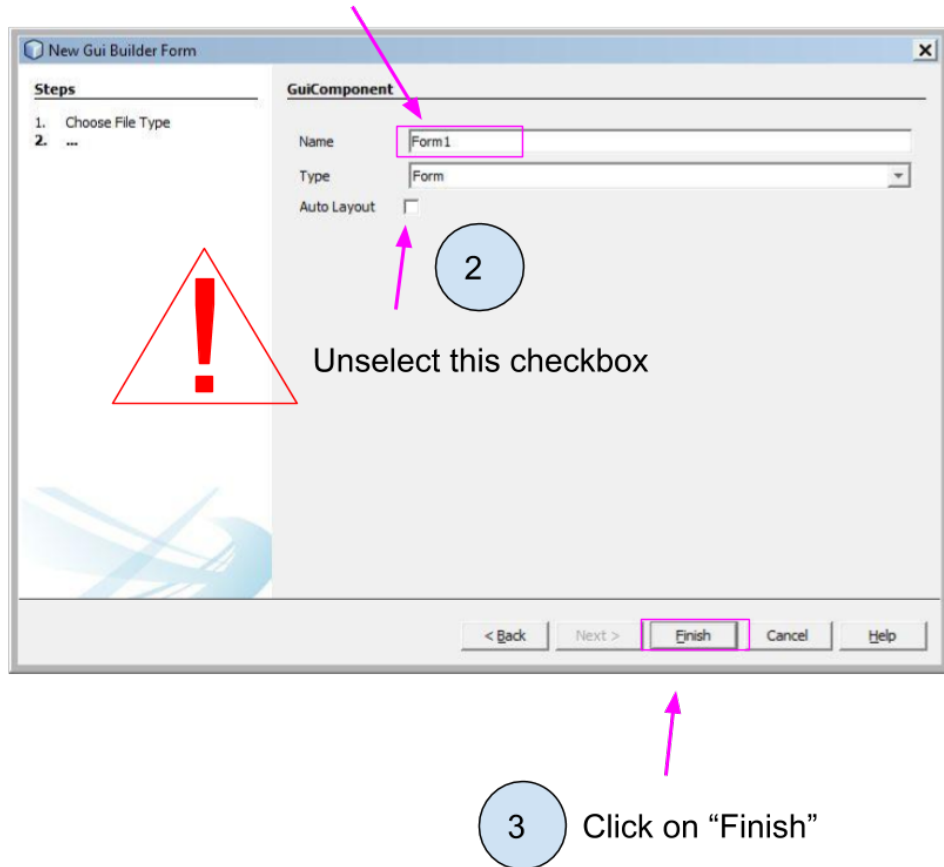 New Gui Builder Form
Steps
1. Choose File Type
2. ...
GuiComponent
Name Form1
Type Form
Auto Layout
2
!
Unselect this checkbox
< Back Next > Finish Cancel Help
3 Click on “Finish”